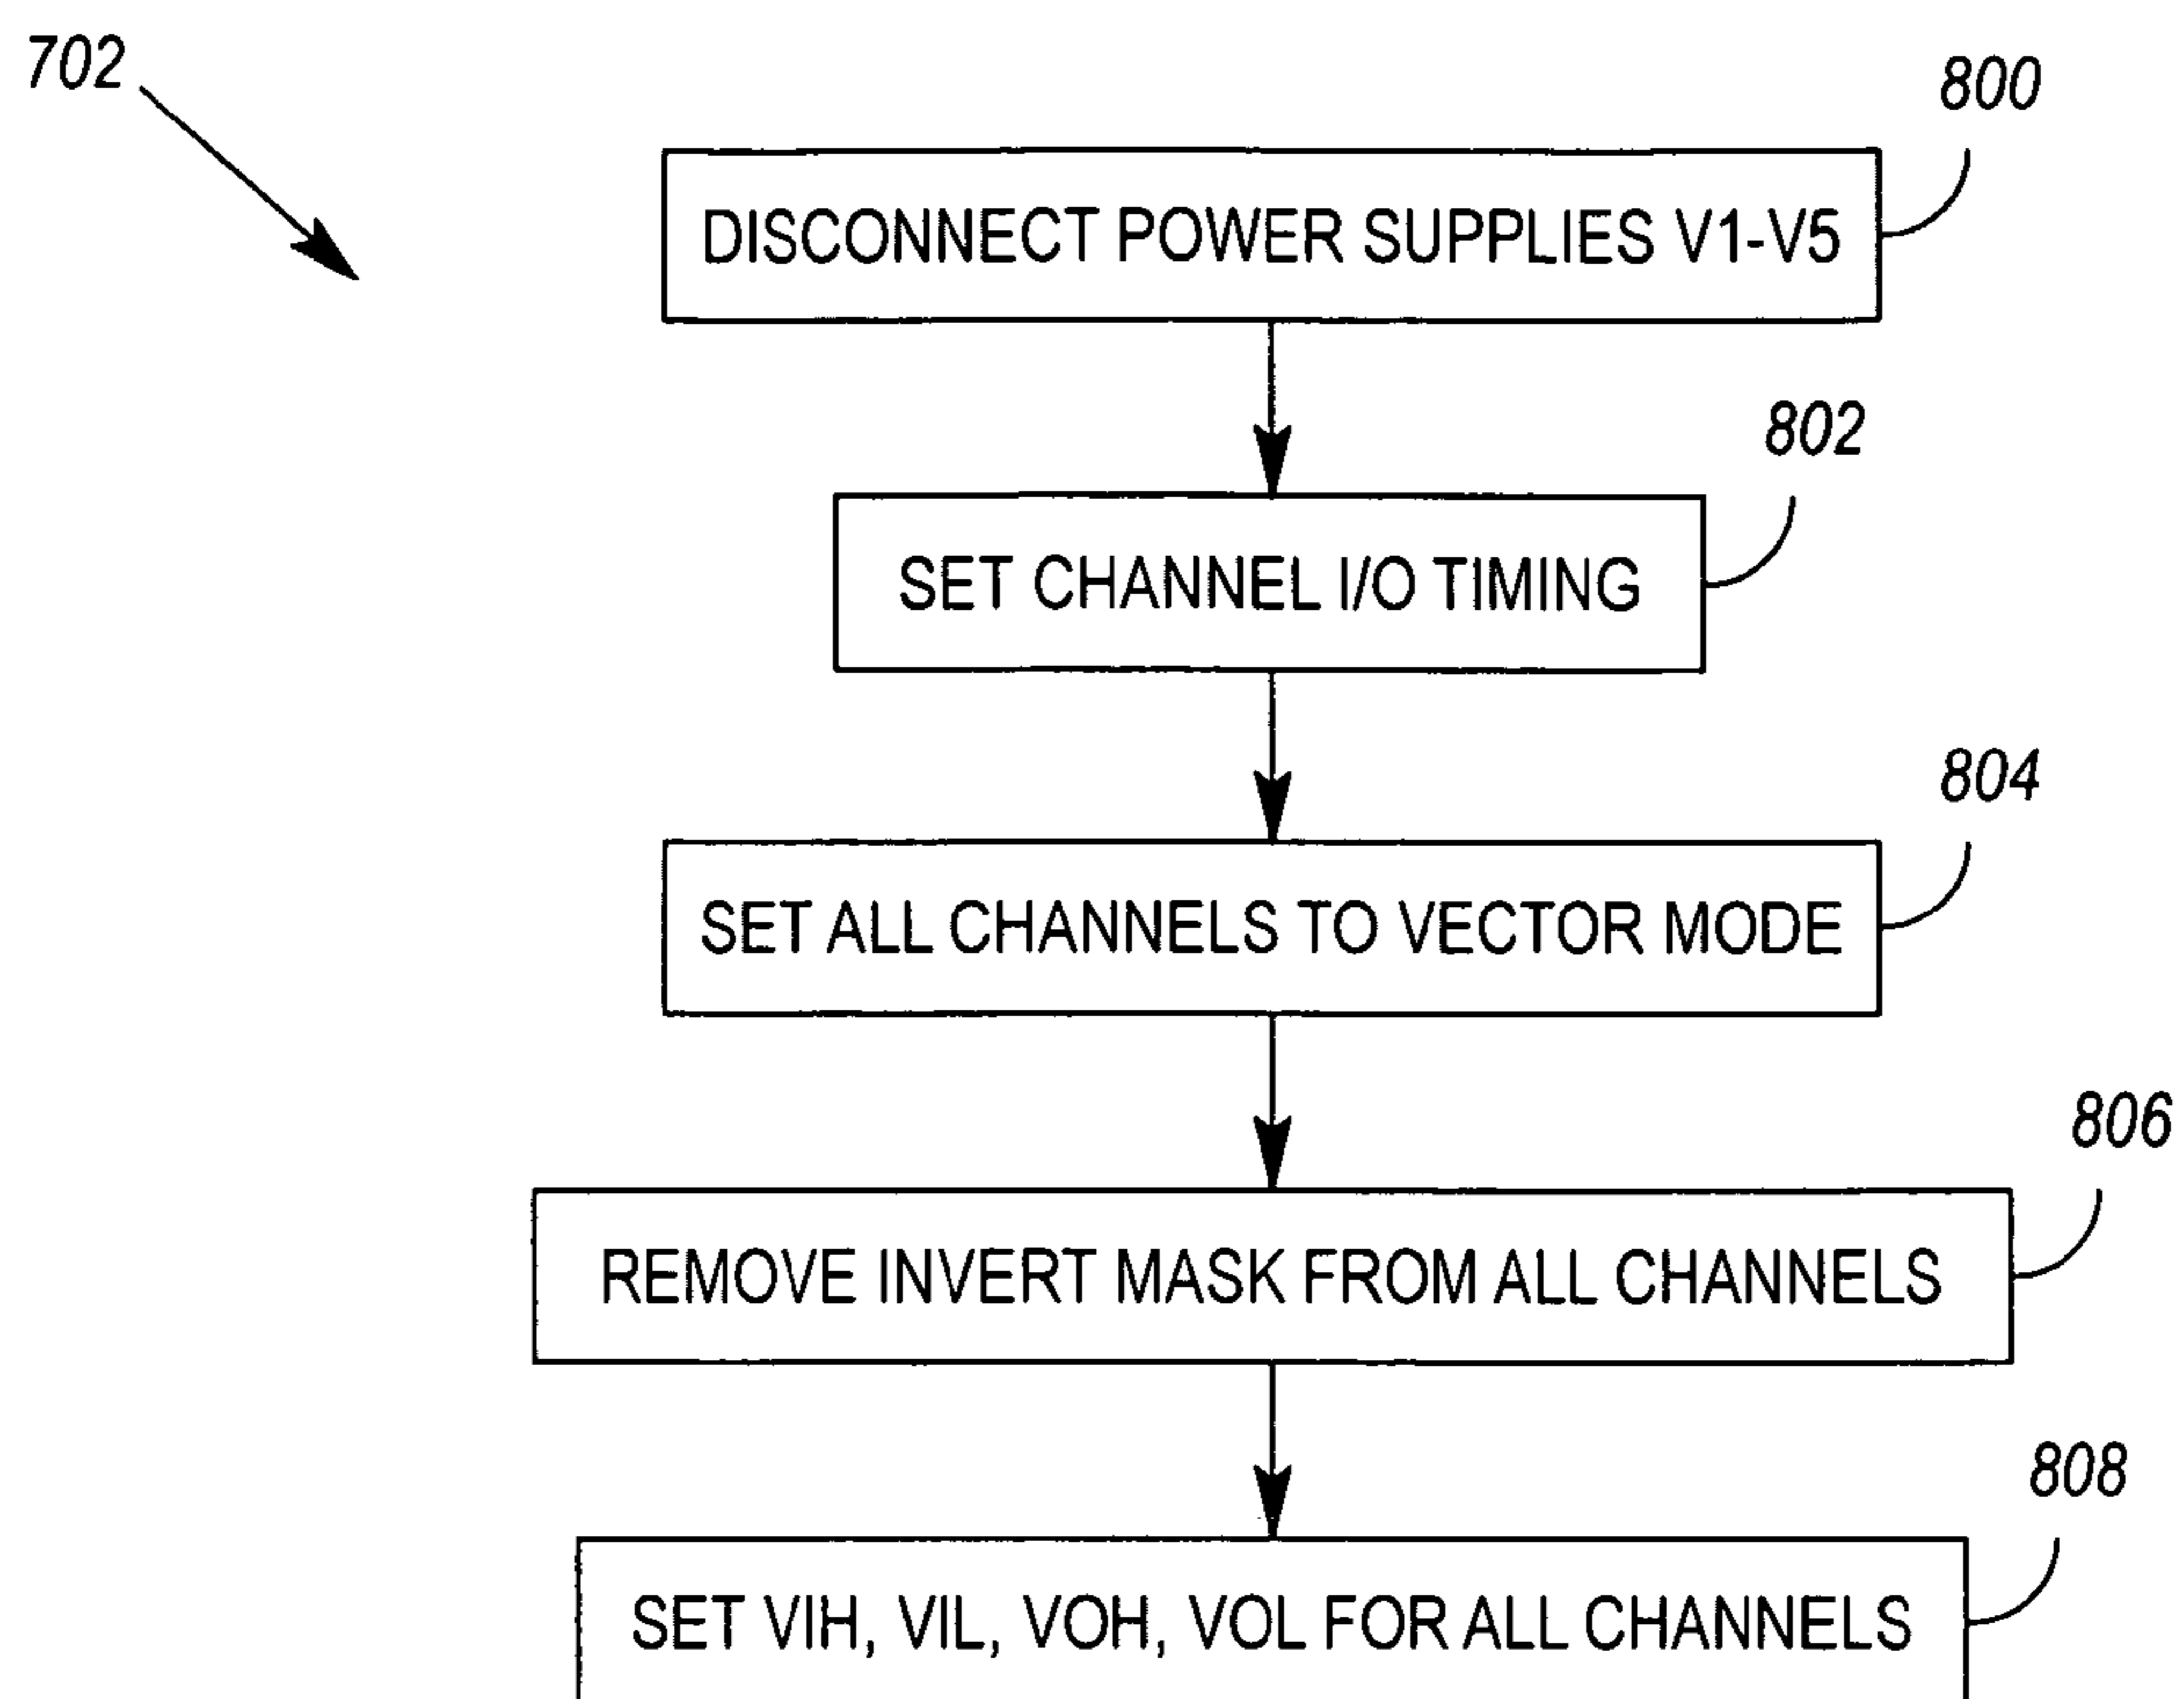 702
800
DISCONNECT POWER SUPPLIES V1-V5
802
SET CHANNEL I/O TIMING
804
SET ALL CHANNELS TO VECTOR MODE
806
REMOVE INVERT MASK FROM ALL CHANNELS
808
SET VIH, VIL, VOH, VOL FOR ALL CHANNELS